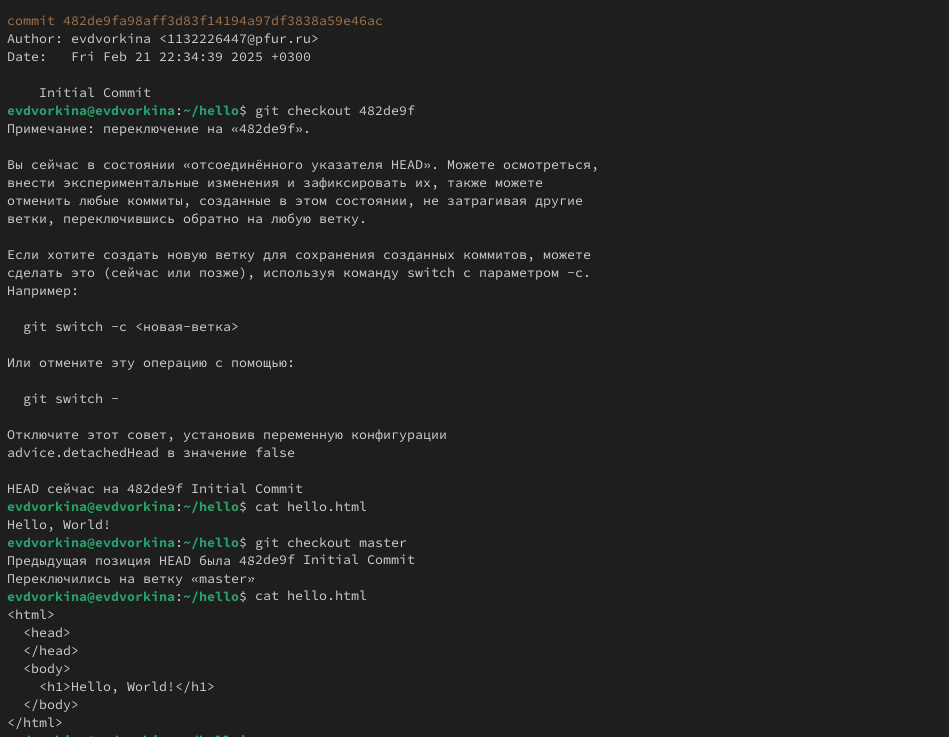 commit 482de9fa98aff3d83f14194a97df3838a59e46ac
Author: evdvorkina <1132226447@pfur.ru>
Date:   Fri Feb 21 22:34:39 2025 +0300

    Initial Commit
evdvorkina@evdvorkina:~/hello$ git checkout 482de9f
Примечание: переключение на «482de9f».

Вы сейчас в состоянии «отсоединённого указателя HEAD». Можете осмотреться,
внести экспериментальные изменения и зафиксировать их, также можете
отменить любые коммиты, созданные в этом состоянии, не затрагивая другие
ветки, переключившись обратно на любую ветку.

Если хотите создать новую ветку для сохранения созданных коммитов, можете
сделать это (сейчас или позже), используя команду switch с параметром -c.
Например:

  git switch -c <новая-ветка>

Или отмените эту операцию с помощью:

  git switch -

Отключите этот совет, установив переменную конфигурации
advice.detachedHead в значение false

HEAD сейчас на 482de9f Initial Commit
evdvorkina@evdvorkina:~/hello$ cat hello.html
Hello, World!
evdvorkina@evdvorkina:~/hello$ git checkout master
Предыдущая позиция HEAD была 482de9f Initial Commit
Переключились на ветку «master»
evdvorkina@evdvorkina:~/hello$ cat hello.html
<html>
  <head>
  </head>
  <body>
    <h1>Hello, World!</h1>
  </body>
</html>